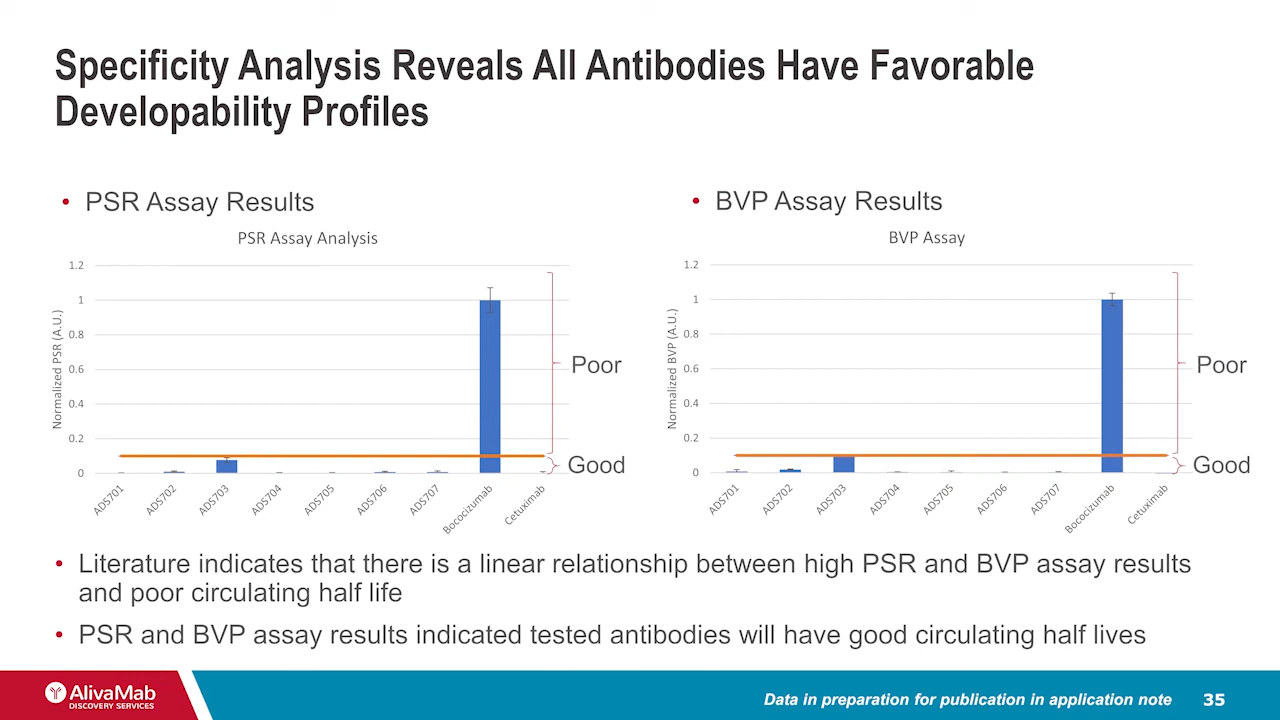 Specificity Analysis Reveals All Antibodies Have Favorable
Developability Profiles
• PSR Assay Results
PSR Assay Analysis
Normalized PSR (A.U.)
1.2
1
0.8
0.6
0.4
0.2
0
ADS701
ADS702
ADS703
ADS704
ADS705
ADS706
ADS707
Bococizumab
Cetuximab
Poor
Good
• BVP Assay Results
BVP Assay
Normalized BVP (A.U.)
1.2
1
0.8
0.6
0.4
0.2
0
ADS701
ADS702
ADS703
ADS704
ADS705
ADS706
ADS707
Bococizumab
Cetuximab
Poor
Good
• Literature indicates that there is a linear relationship between high PSR and BVP assay results
and poor circulating half life
• PSR and BVP assay results indicated tested antibodies will have good circulating half lives
AlivaMab
DISCOVERY SERVICES
Data in preparation for publication in application note
35